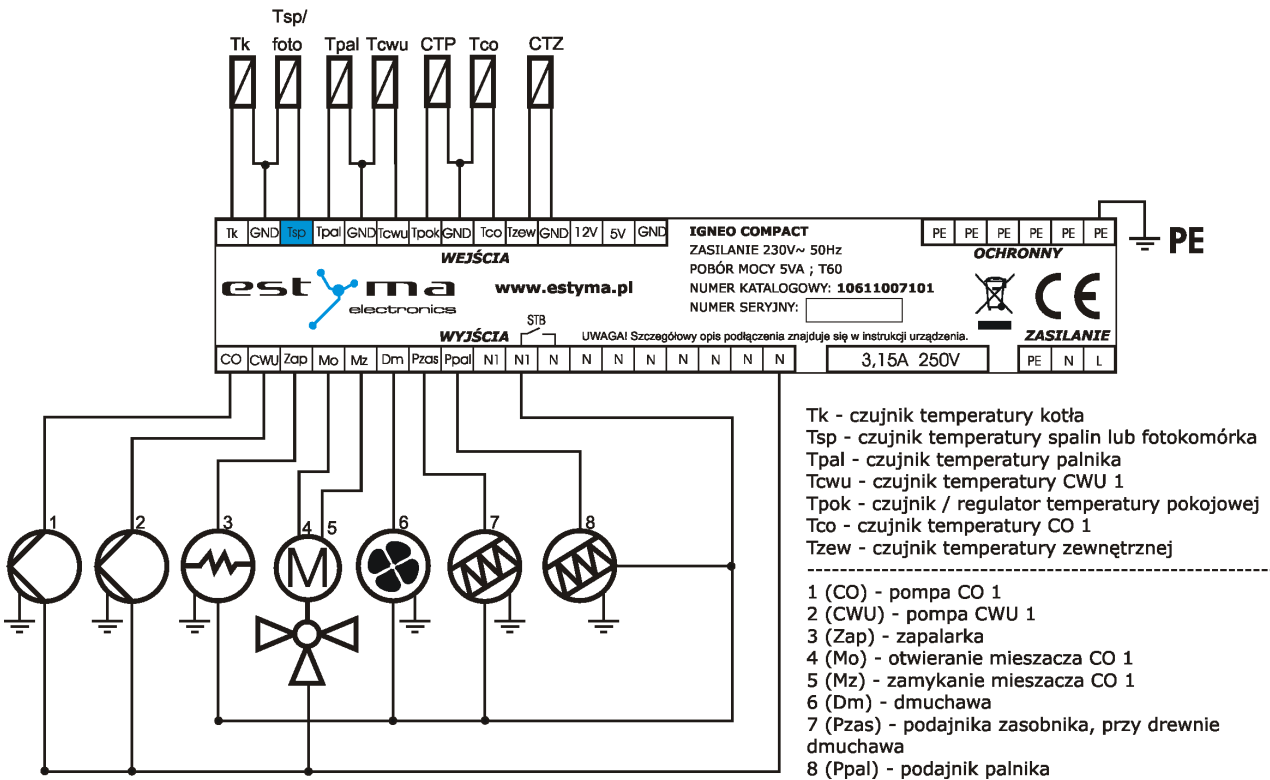 Tsp/
Tk foto Tpal Tcwu CTP Tco CTZ
Tk GND Tsp Tpal GND Tcwu Tpok GND Tco Tzew GND 12V 5V GND
WEJŚCIA
IGNEO COMPACT
ZASILANIE 230V~ 50Hz
POBÓR MOCY 5VA ; T60
NUMER KATALOGOWY: 10611007101
NUMER SERYJNY:
PE PE PE PE PE PE
OCHRONNY
PE
estyma
electronics
www.estyma.pl
CE
WYJŚCIA
STB
UWAGA! Szczegółowy opis podłączenia znajduje się w instrukcji urządzenia.
ZASILANIE
CO CWU Zap Mo Mz Dm Pzas Ppal N1 N1 N N N N N N N N
3,15A 250V
PE N L
1 2 3 4 5 6 7 8
M
Tk - czujnik temperatury kotła
Tsp - czujnik temperatury spalin lub fotokomórka
Tpal - czujnik temperatury palnika
Tcwu - czujnik temperatury CWU 1
Tpok - czujnik / regulator temperatury pokojowej
Tco - czujnik temperatury CO 1
Tzew - czujnik temperatury zewnętrznej
1 (CO) - pompa CO 1
2 (CWU) - pompa CWU 1
3 (Zap) - zapalarka
4 (Mo) - otwieranie mieszacza CO 1
5 (Mz) - zamykanie mieszacza CO 1
6 (Dm) - dmuchawa
7 (Pzas) - podajnika zasobnika, przy drewnie
dmuchawa
8 (Ppal) - podajnik palnika